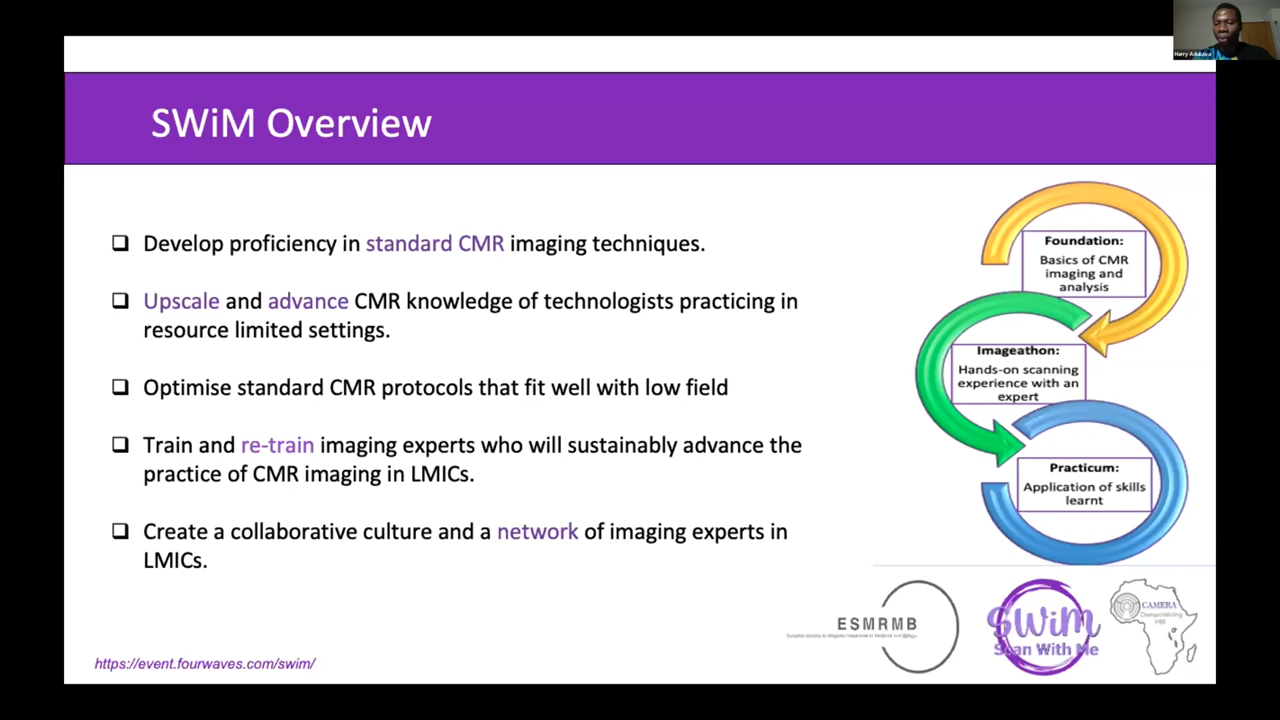 Harry Adukwu
SWiM Overview
Develop proficiency in standard CMR imaging techniques.
Upscale and advance CMR knowledge of technologists practicing in
resource limited settings.
Optimise standard CMR protocols that fit well with low field
Train and re-train imaging experts who will sustainably advance the
practice of CMR imaging in LMICs.
Create a collaborative culture and a network of imaging experts in
LMICs.
Foundation:
Basics of CMR
imaging and
analysis
Imageathon:
Hands-on scanning
experience with an
expert
Practicum:
Application of skills
learnt
ESMRMB
SWiM
Scan With Me
CAMERA
Democratizing
MRI
https://event.fourwaves.com/swim/